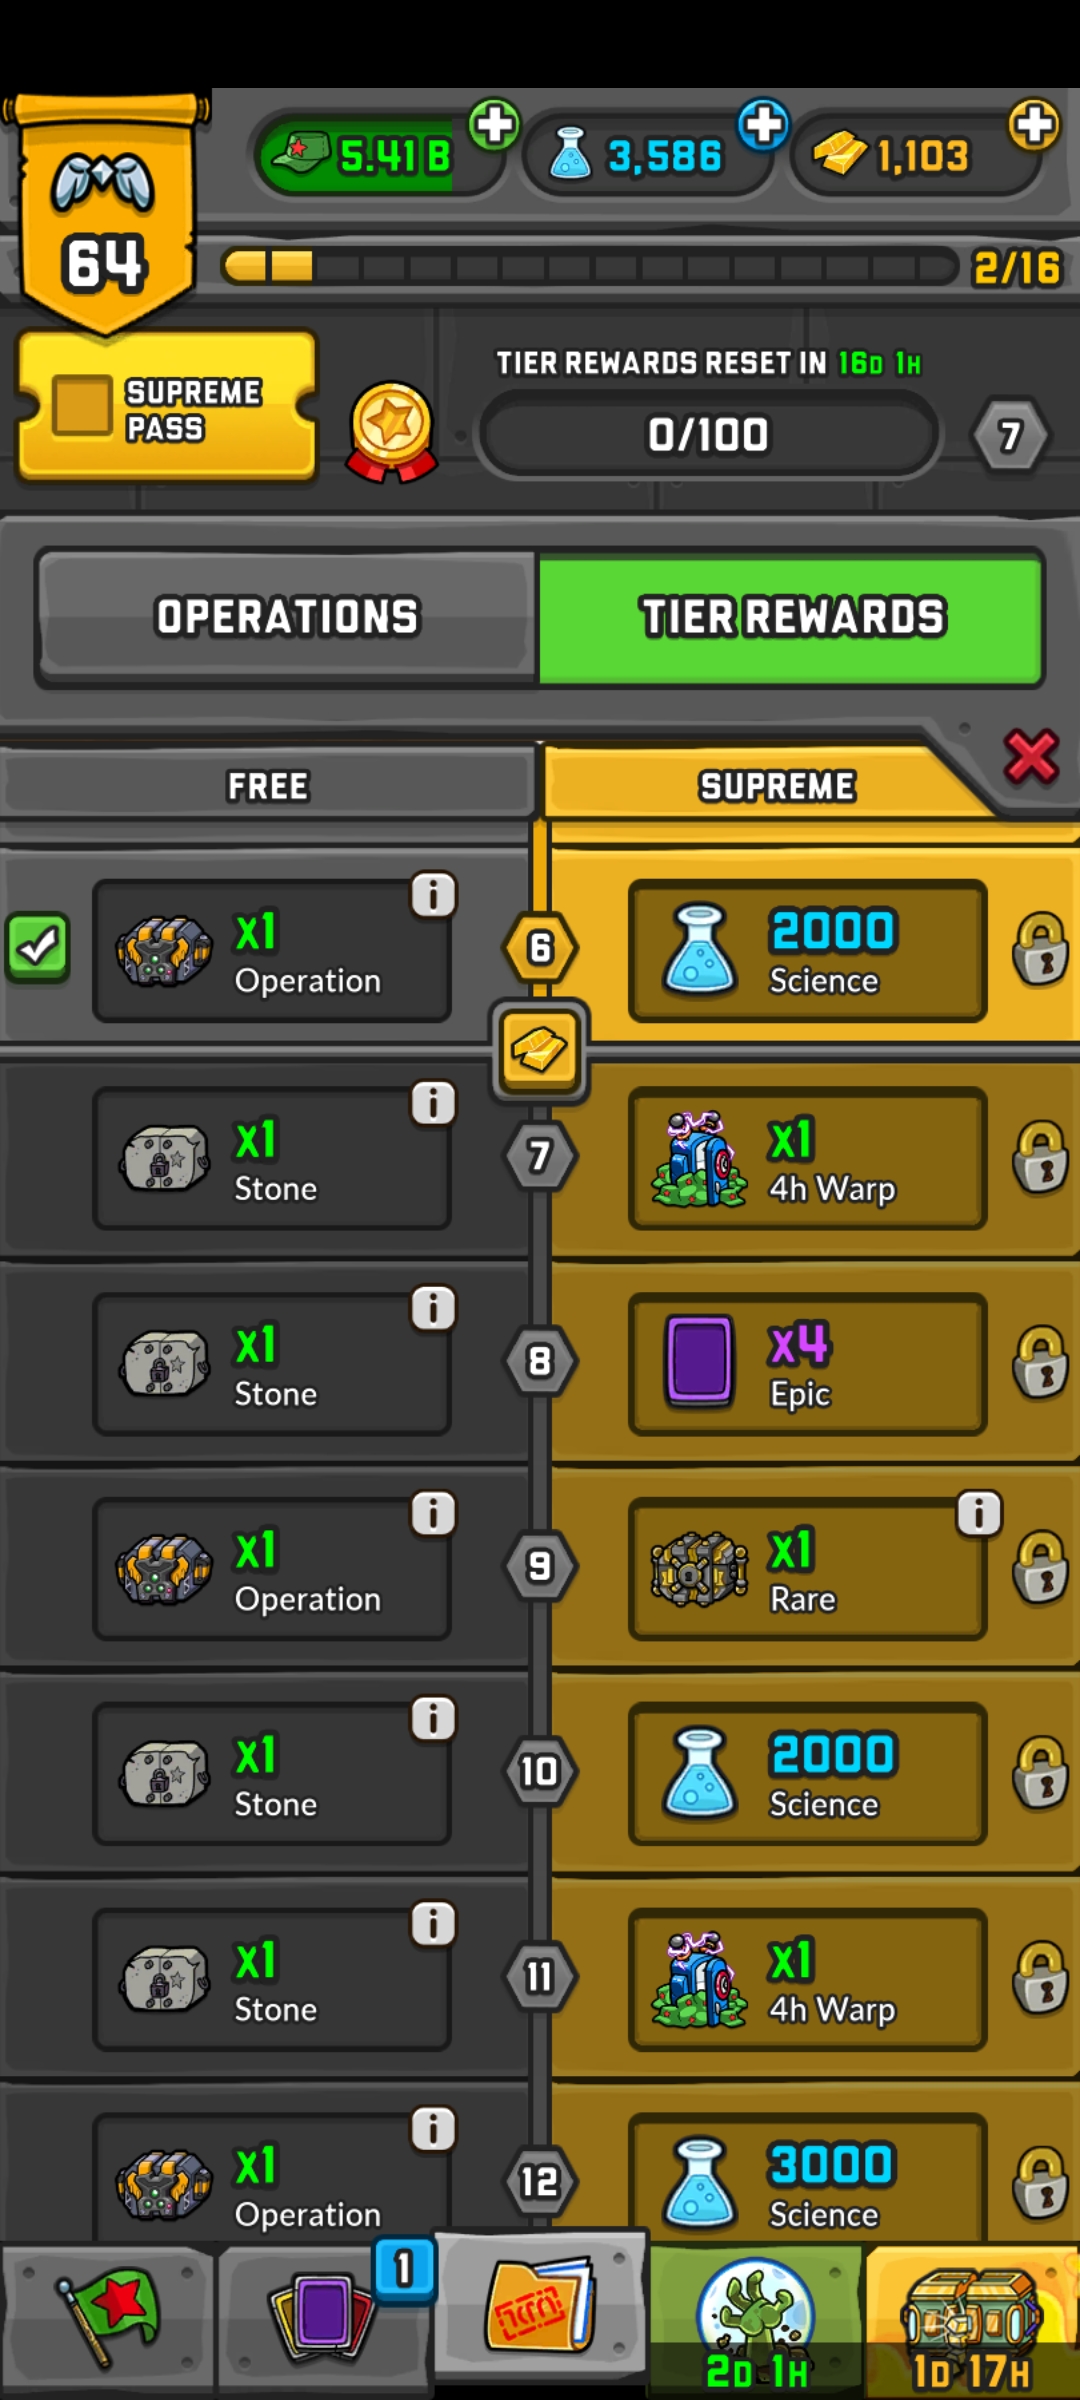 5.41 B
3,586
1,103
64
2/16
SUPREME
PASS
TIER REWARDS RESET IN 16D 1H
0/100
7
OPERATIONS
TIER REWARDS
FREE
SUPREME
X1
Operation
6
2000
Science
X1
Stone
7
X1
4h Warp
X1
Stone
8
X4
Epic
X1
Operation
9
X1
Rare
X1
Stone
10
2000
Science
X1
Stone
11
X1
4h Warp
X1
Operation
12
3000
Science
1
2D 1H
1D 17H